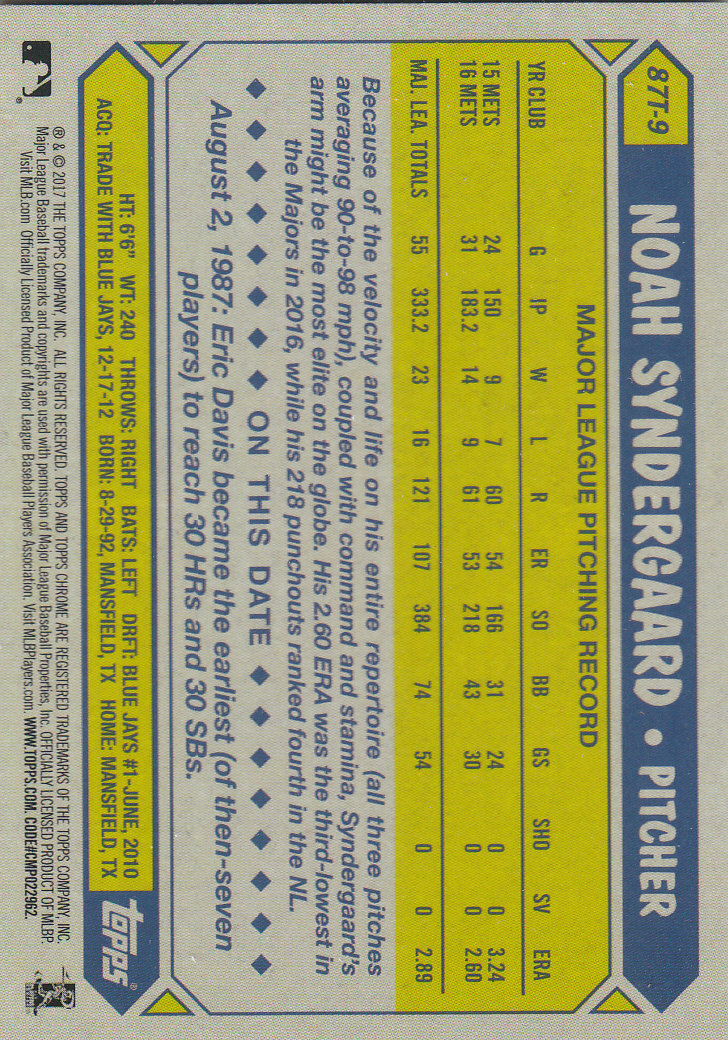 87T-9
NOAH SYNDERGAARD • PITCHER
MAJOR LEAGUE PITCHING RECORD
YR CLUB G IP W L R ER SO BB GS SHO SV ERA
15 METS 24 150 9 7 60 54 166 31 24 0 0 3.24
16 METS 31 183.2 14 9 61 53 218 43 30 0 0 2.60
MAJ. LEA. TOTALS 55 333.2 23 16 121 107 384 74 54 0 0 2.89
Because of the velocity and life on his entire repertoire (all three pitches
averaging 90-to-98 mph), coupled with command and stamina, Syndergaard's
arm might be the most elite on the globe. His 2.60 ERA was the third-lowest in
the Majors in 2016, while his 218 punchouts ranked fourth in the NL.
◆ ◆ ◆ ◆ ◆ ◆ ◆ ◆ ON THIS DATE ◆ ◆ ◆ ◆ ◆ ◆ ◆ ◆
August 2, 1987: Eric Davis became the earliest (of then-seven
players) to reach 30 HRs and 30 SBs.
HT: 6'6" WT: 240 THROWS: RIGHT BATS: LEFT DRFT: BLUE JAYS #1-JUNE, 2010
ACQ: TRADE WITH BLUE JAYS, 12-17-12 BORN: 8-29-92, MANSFIELD, TX HOME: MANSFIELD, TX
topps®
® & © 2017 THE TOPPS COMPANY, INC. ALL RIGHTS RESERVED. TOPPS AND TOPPS CHROME ARE REGISTERED TRADEMARKS OF THE TOPPS COMPANY, INC.
Major League Baseball trademarks and copyrights are used with permission of Major League Baseball Properties, Inc. OFFICIALLY LICENSED PRODUCT OF MLBP.
Visit MLB.com Officially Licensed Product of Major League Baseball Players Association. Visit MLBPlayers.com. WWW.TOPPS.COM. CODE#CMP022962.